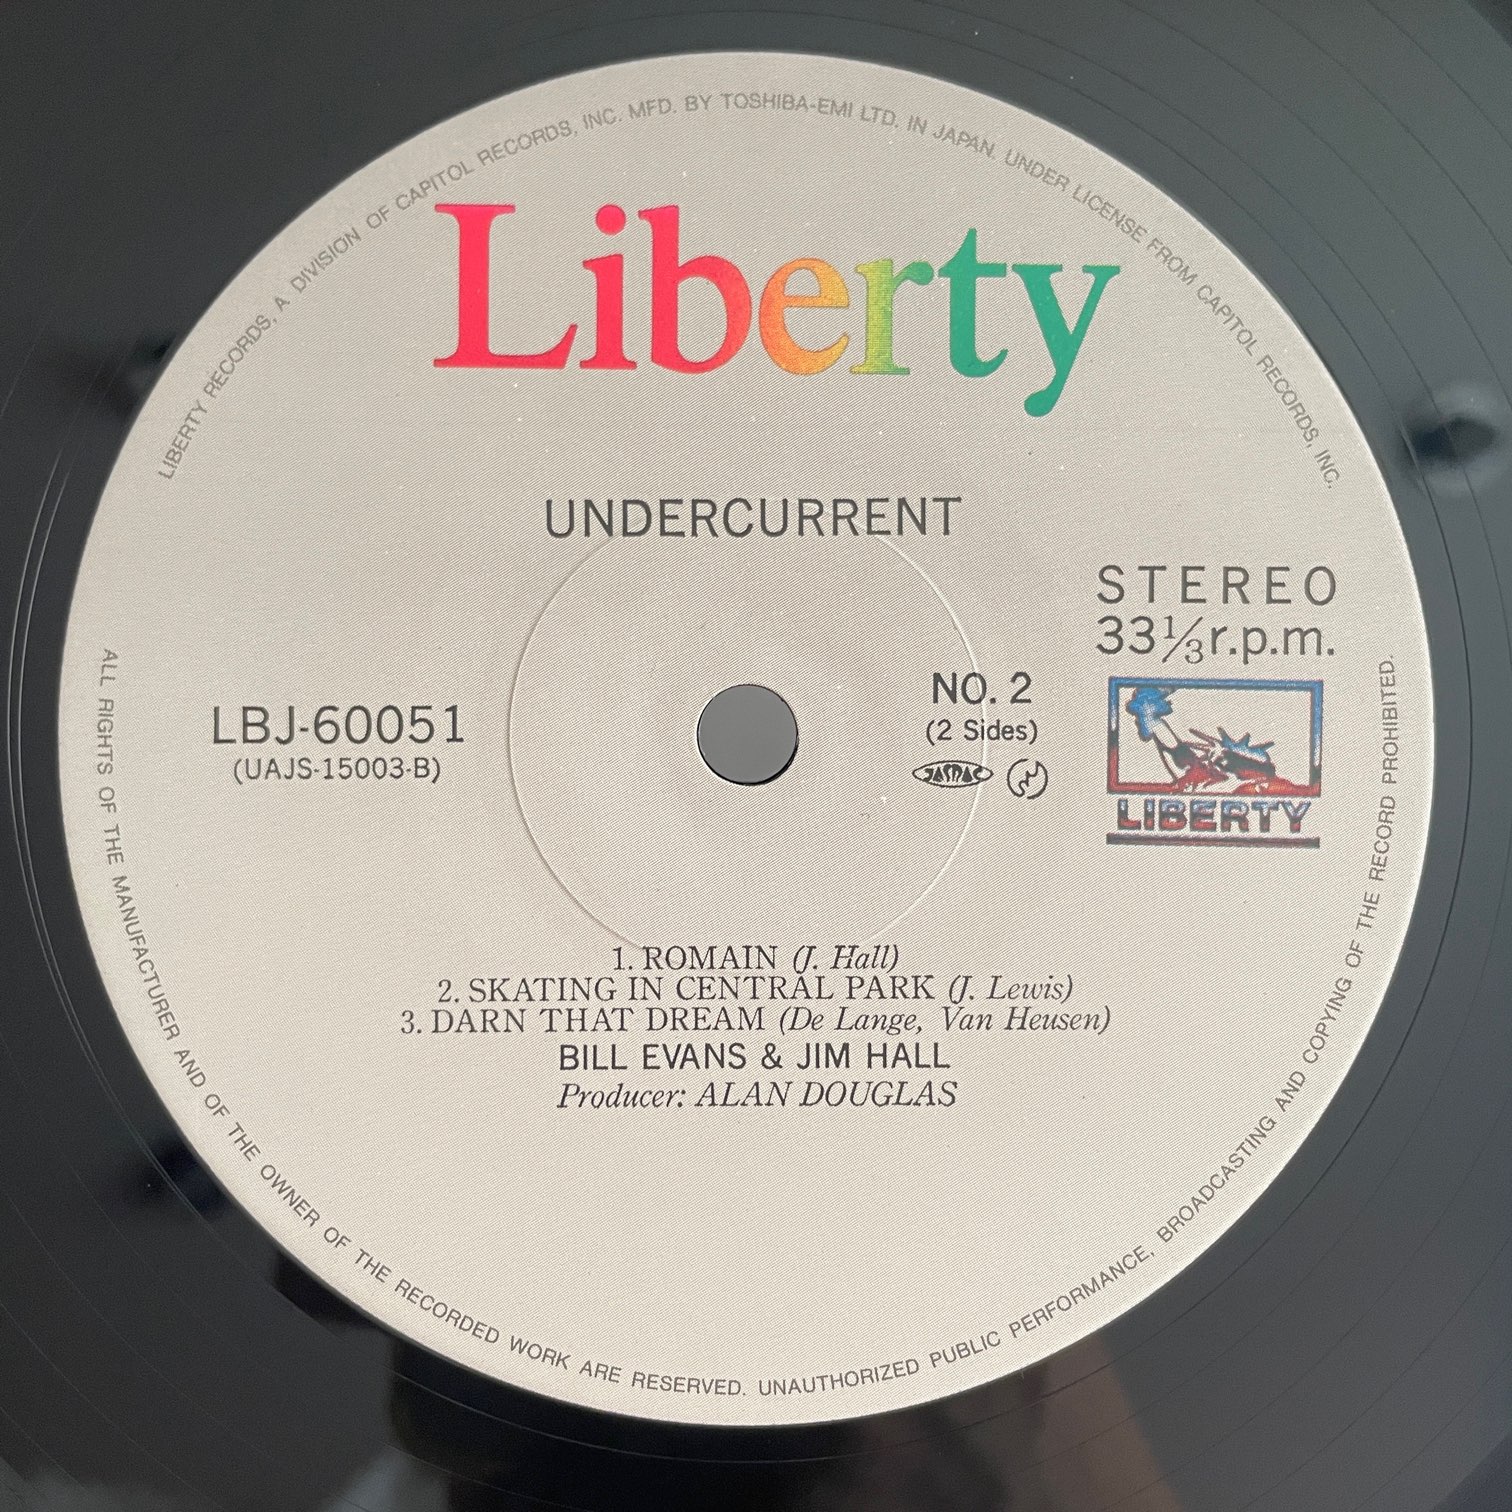 LIBERTY RECORDS, A DIVISION OF CAPITOL RECORDS, INC. MFD. BY TOSHIBA-EMI LTD. IN JAPAN. UNDER LICENSE FROM CAPITOL RECORDS, INC.
Liberty
UNDERCURRENT
STEREO
33⅓ r.p.m.
LBJ-60051
(UAJS-15003-B)
NO. 2
(2 Sides)
JASRAC
LIBERTY
1. ROMAIN (J. Hall)
2. SKATING IN CENTRAL PARK (J. Lewis)
3. DARN THAT DREAM (De Lange, Van Heusen)
BILL EVANS & JIM HALL
Producer: ALAN DOUGLAS
ALL RIGHTS OF THE MANUFACTURER AND OF THE OWNER OF THE RECORDED WORK ARE RESERVED. UNAUTHORIZED PUBLIC PERFORMANCE, BROADCASTING AND COPYING OF THE RECORD PROHIBITED.